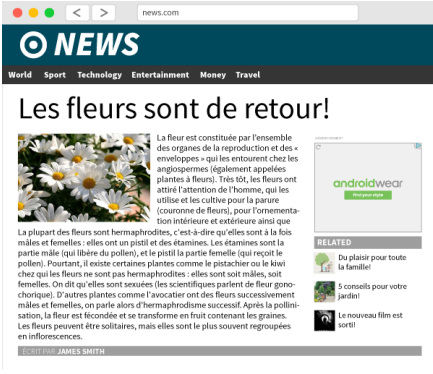 news.com
NEWS
World Sport Technology Entertainment Money Travel
Les fleurs sont de retour!
La fleur est constituée par l'ensemble
des organes de la reproduction et des «
enveloppes » qui les entourent chez les
angiospermes (également appelées
plantes à fleurs). Très tôt, les fleurs ont
attiré l'attention de l'homme, qui les
utilise et les cultive pour la parure
(couronne de fleurs), pour l'ornementa-
tion intérieure et extérieure ainsi que
La plupart des fleurs sont hermaphrodites, c'est-à-dire qu'elles sont à la fois
mâles et femelles : elles ont un pistil et des étamines. Les étamines sont la
partie mâle (qui libère du pollen), et le pistil la partie femelle (qui reçoit le
pollen). Pourtant, il existe certaines plantes comme le pistachier ou le kiwi
chez qui les fleurs ne sont pas hermaphrodites : elles sont soit mâles, soit
femelles. On dit qu'elles sont sexuées (les scientifiques parlent de fleur gono-
chorique). D'autres plantes comme l'avocatier ont des fleurs successivement
mâles et femelles, on parle alors d'hermaphrodisme successif. Après la pollini-
sation, la fleur est fécondée et se transforme en fruit contenant les graines.
Les fleurs peuvent être solitaires, mais elles sont le plus souvent regroupées
en inflorescences.
ÉCRIT PAR JAMES SMITH
ADVERTISEMENT
androidwear
Find your style
RELATED
Du plaisir pour toute
la famille!
5 conseils pour votre
jardin!
Le nouveau film est
sorti!